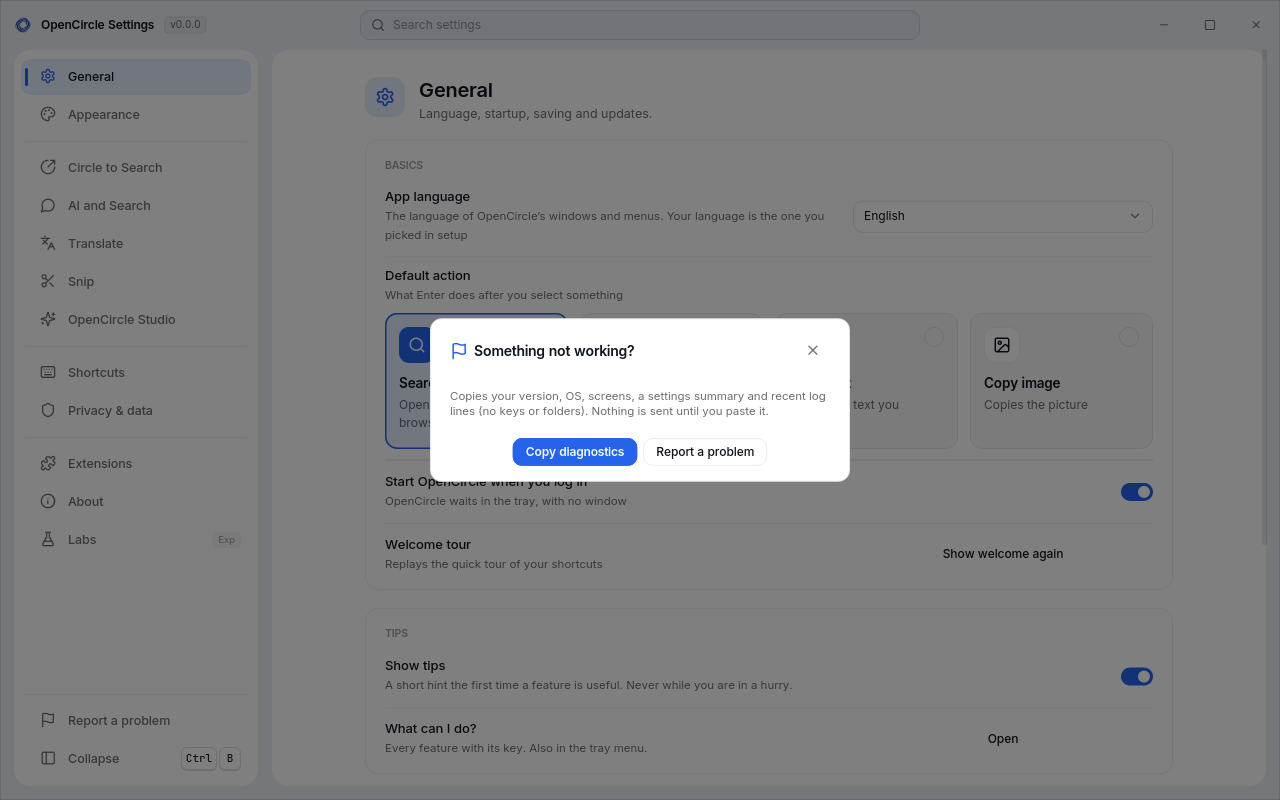 OpenCircle Settings
v0.0.0
Search settings
General
Appearance
Circle to Search
AI and Search
Translate
Snip
OpenCircle Studio
Shortcuts
Privacy & data
Extensions
About
Labs
Exp
Report a problem
Collapse
Ctrl
B
General
Language, startup, saving and updates.
BASICS
App language
The language of OpenCircle's windows and menus. Your language is the one you
picked in setup
English
Default action
What Enter does after you select something
Copy image
text you
Copies the picture
Something not working?
Copies your version, OS, screens, a settings summary and recent log
lines (no keys or folders). Nothing is sent until you paste it.
Copy diagnostics
Report a problem
Start OpenCircle when you log in
OpenCircle waits in the tray, with no window
Welcome tour
Replays the quick tour of your shortcuts
Show welcome again
TIPS
Show tips
A short hint the first time a feature is useful. Never while you are in a hurry.
What can I do?
Every feature with its key. Also in the tray menu.
Open